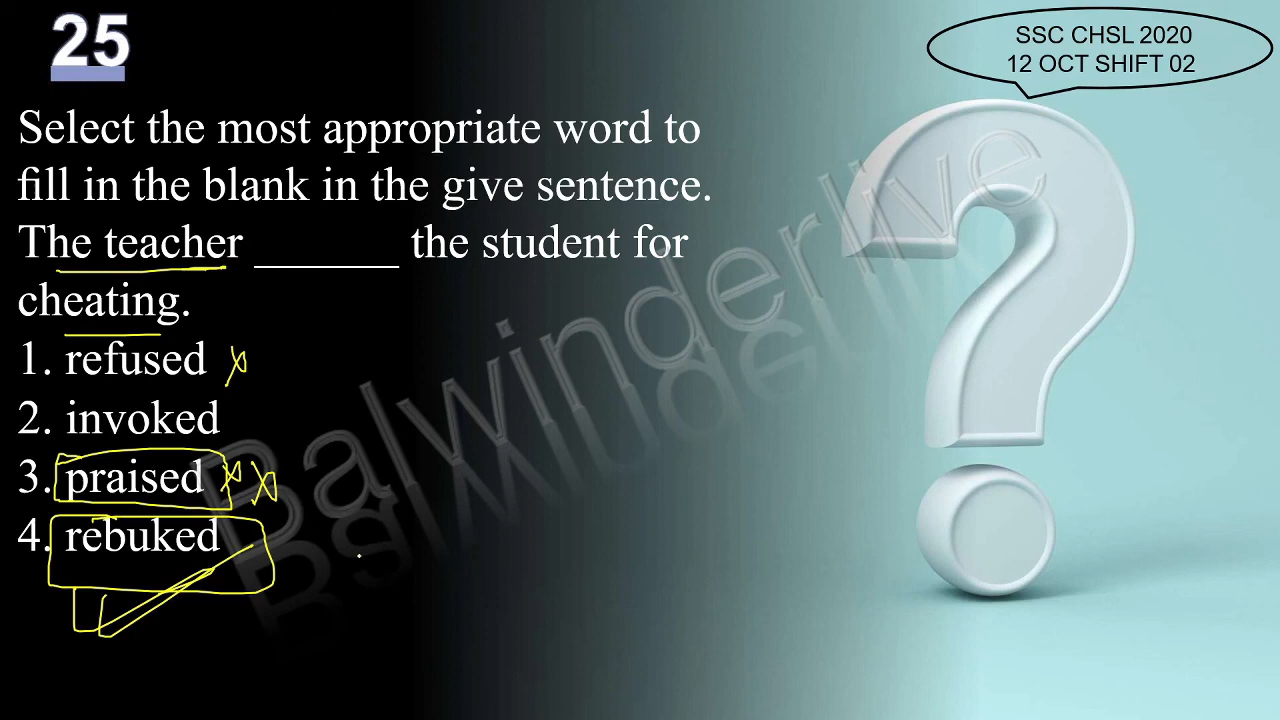 25
SSC CHSL 2020
12 OCT SHIFT 02
Select the most appropriate word to
fill in the blank in the give sentence.
The teacher _______ the student for
cheating.
1. refused
2. invoked
3. praised
4. rebuked
Balwinderlive